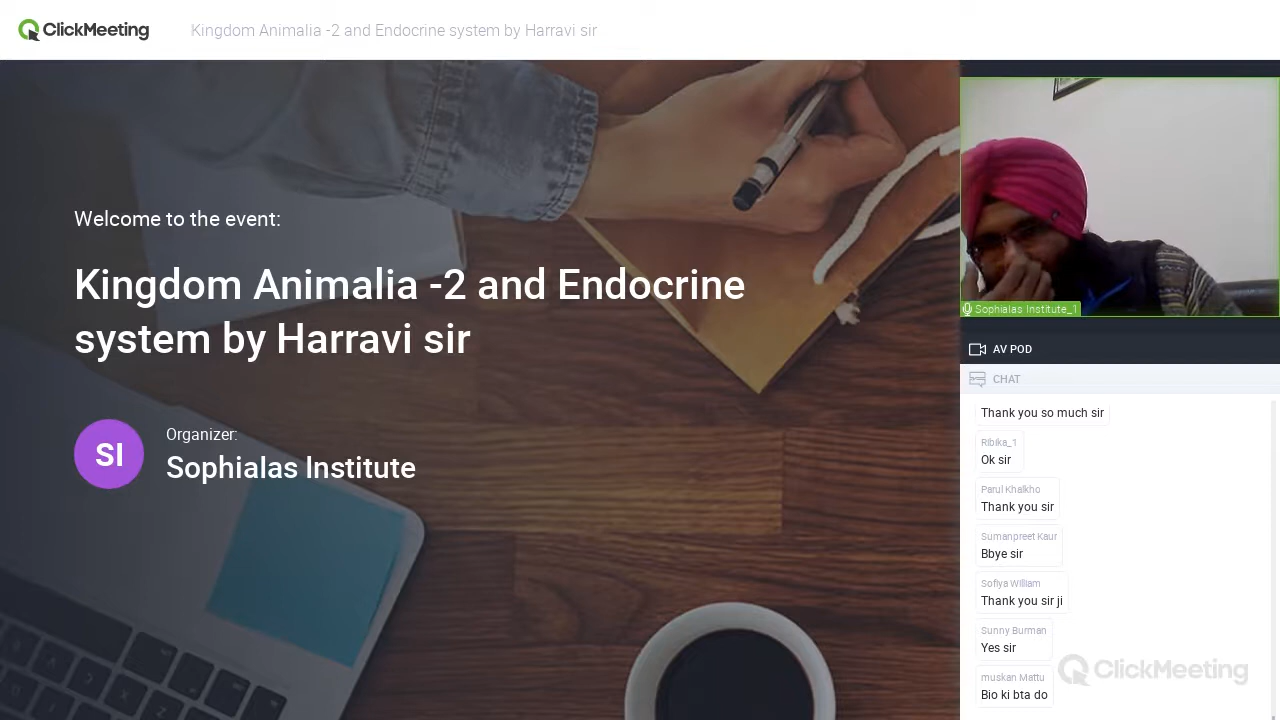 ClickMeeting
Kingdom Animalia -2 and Endocrine system by Harravi sir
Welcome to the event:
Kingdom Animalia -2 and Endocrine
system by Harravi sir
SI
Organizer:
Sophialas Institute
Sophialas Institute_1
AV POD
CHAT
Thank you so much sir
Ribika_1
Ok sir
Parul Khalkho
Thank you sir
Sumanpreet Kaur
Bbye sir
Sofiya William
Thank you sir ji
Sunny Burman
Yes sir
muskan Mattu
Bio ki bta do
ClickMeeting